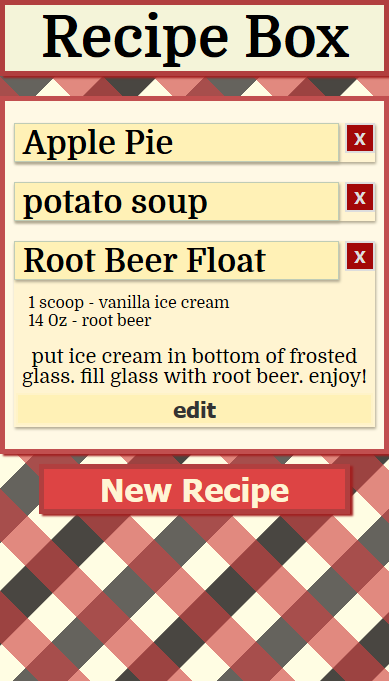 Recipe Box
Apple Pie
X
potato soup
X
Root Beer Float
X
1 scoop - vanilla ice cream
14 Oz - root beer
put ice cream in bottom of frosted
glass. fill glass with root beer. enjoy!
edit
New Recipe